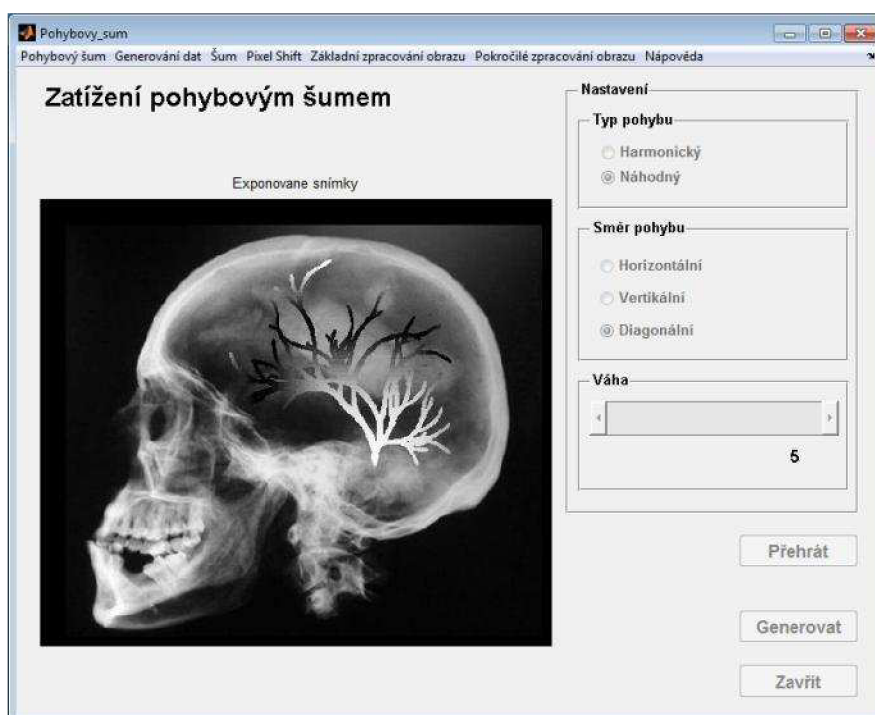 Pohybovy_sum
Pohybový šum Generování dat Šum Pixel Shift Základní zpracování obrazu Pokročilé zpracování obrazu Nápověda
Zatížení pohybovým šumem
Exponovane snímky
Nastavení
Typ pohybu
Harmonický
Náhodný
Směr pohybu
Horizontální
Vertikální
Diagonální
Váha
5
Přehrát
Generovat
Zavřít